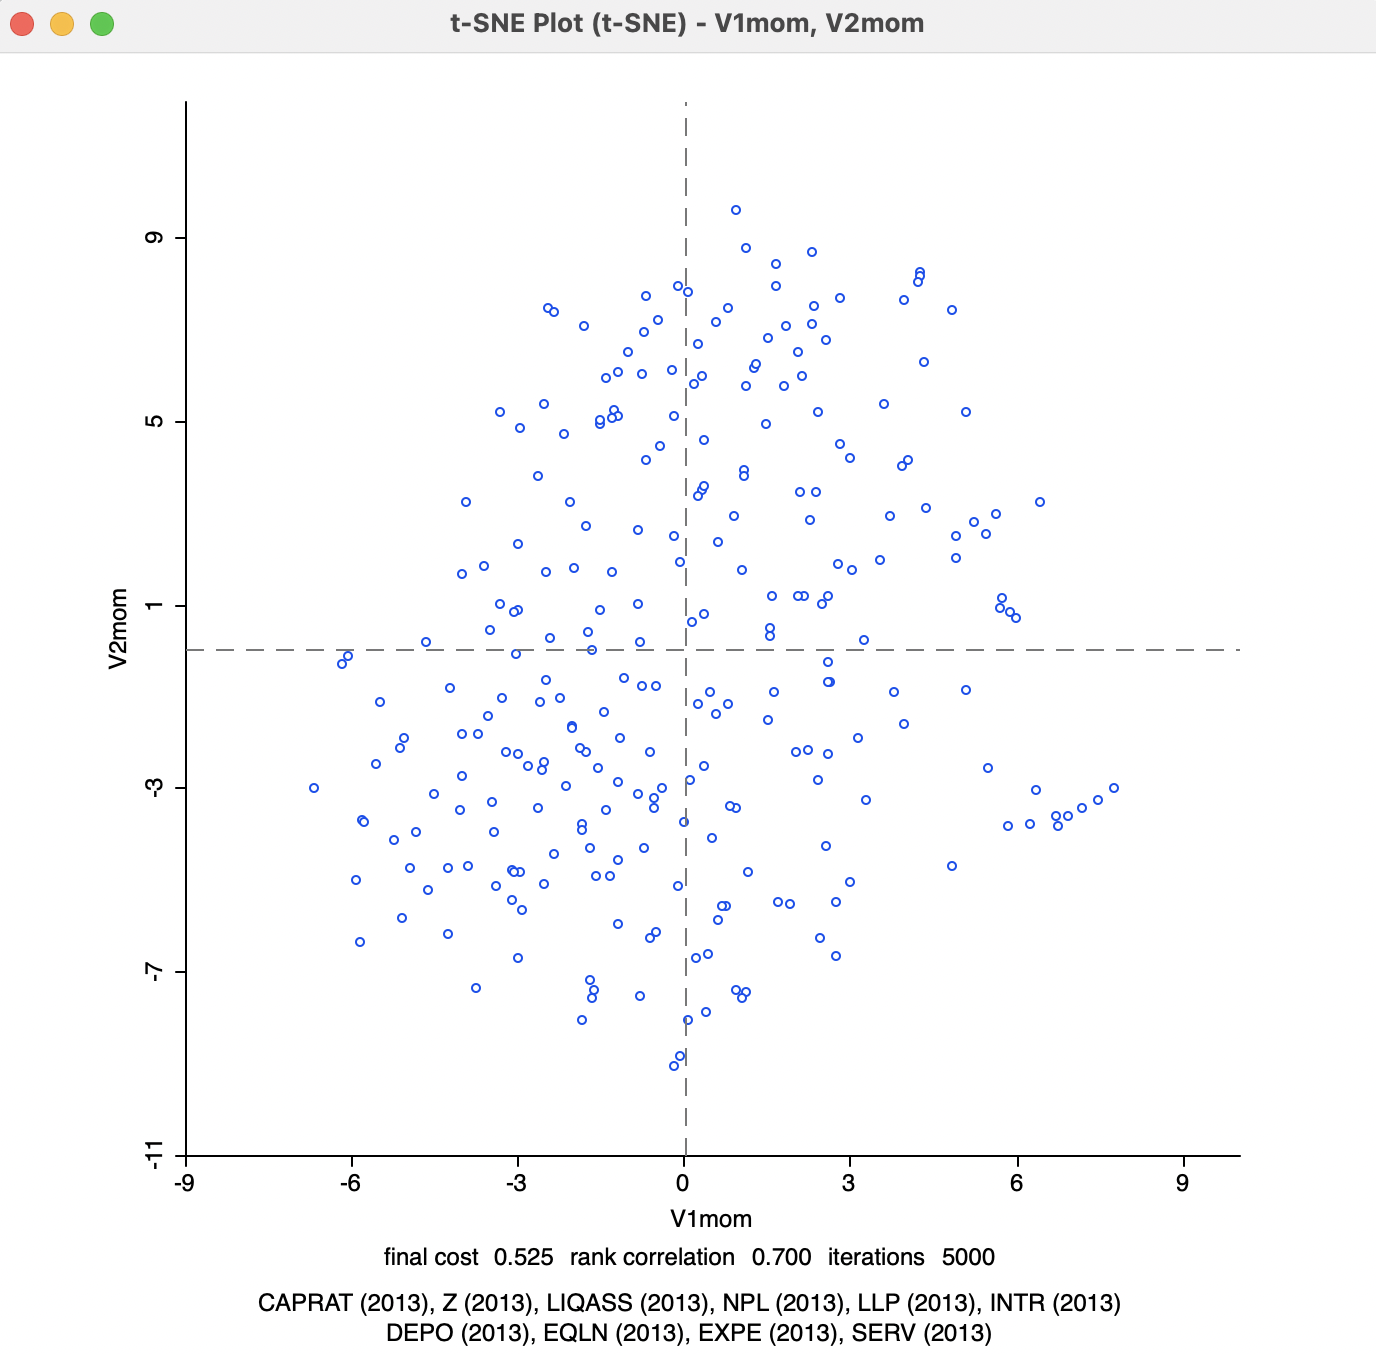 t-SNE Plot (t-SNE) - V1mom, V2mom
9
5
1
-3
-7
-11
V2mom
-9 -6 -3 0 3 6 9
V1mom
final cost 0.525 rank correlation 0.700 iterations 5000
CAPRAT (2013), Z (2013), LIQASS (2013), NPL (2013), LLP (2013), INTR (2013)
DEPO (2013), EQLN (2013), EXPE (2013), SERV (2013)